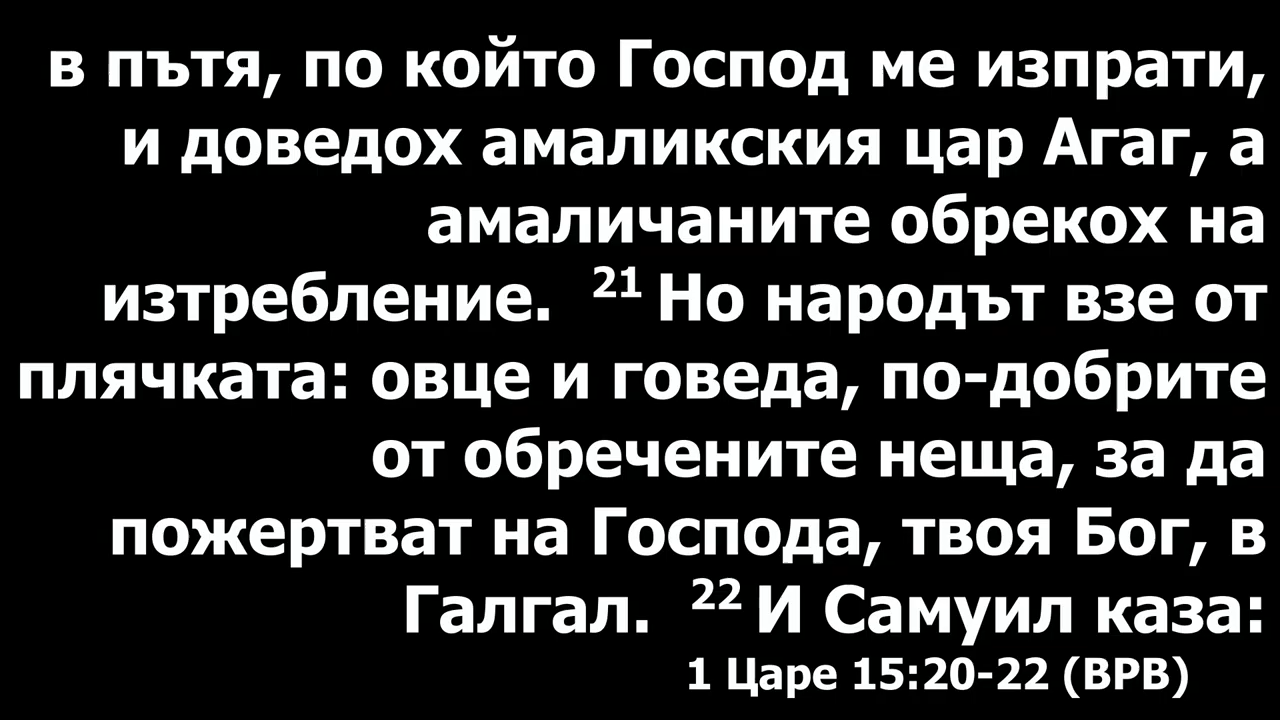 в пътя, по който Господ ме изпрати,
и доведох амаликския цар Агаг, а
амаличаните обрекох на
изтребление. 21 Но народът взе от
плячката: овце и говеда, по-добрите
от обречените неща, за да
пожертват на Господа, твоя Бог, в
Галгал. 22 И Самуил каза:
1 Царе 15:20-22 (ВРВ)